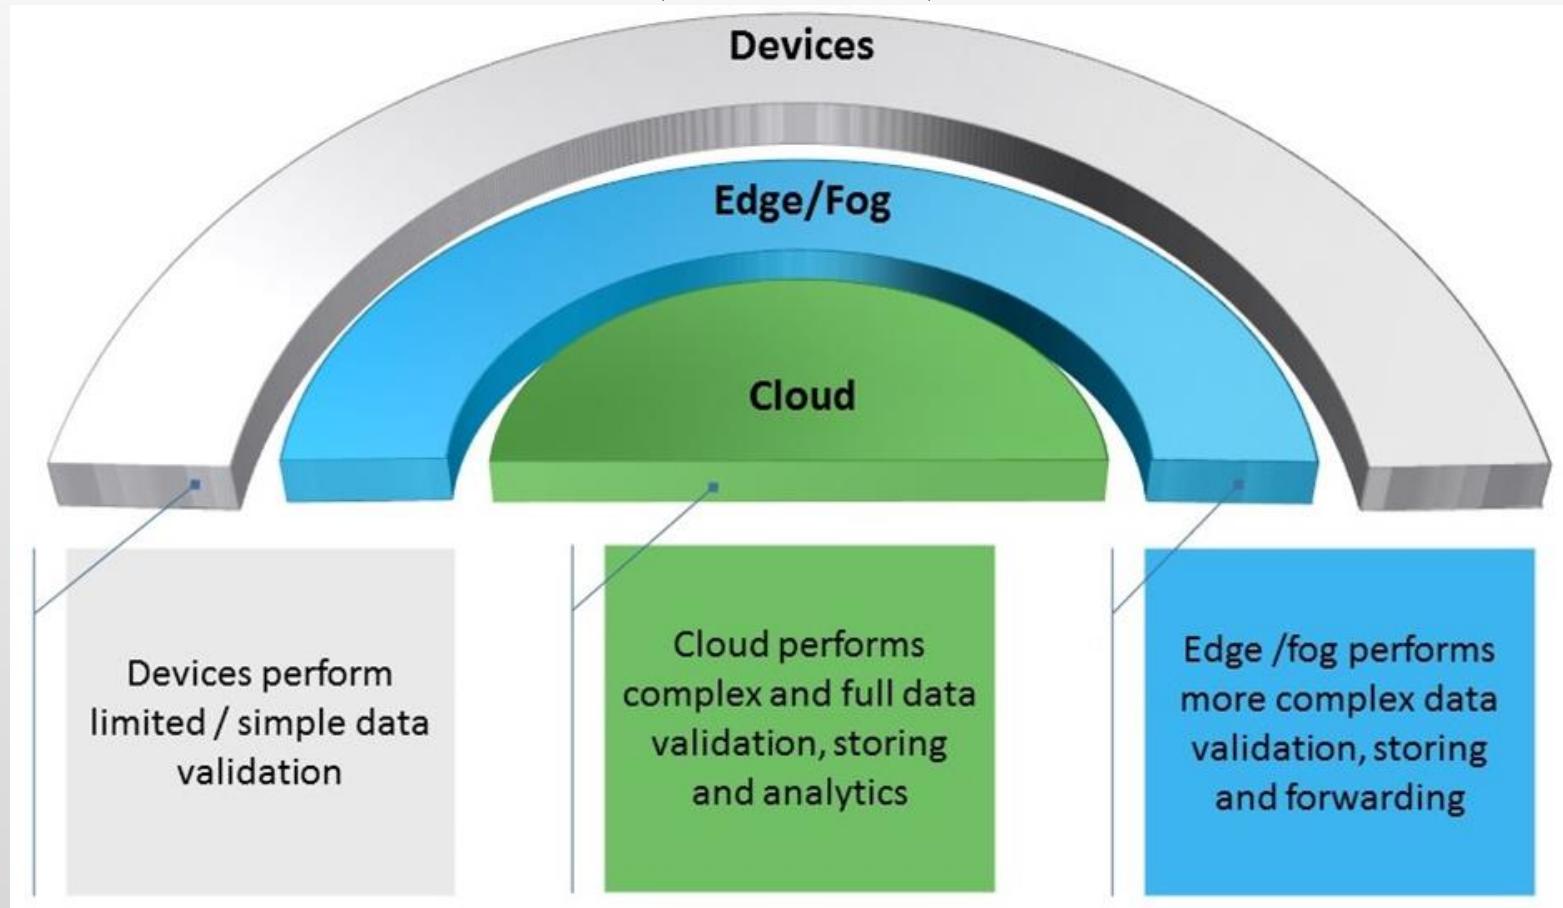 Devices
Edge/Fog
Cloud
Devices perform
limited / simple data
validation
Cloud performs
complex and full data
validation, storing
and analytics
Edge /fog performs
more complex data
validation, storing
and forwarding